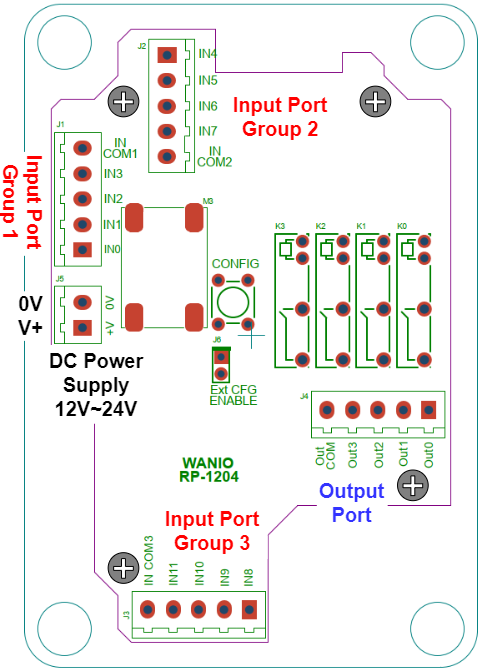 J2
IN4
IN5
IN6
IN7
IN
COM2
Input Port
Group 2
J1
IN
COM1
IN3
IN2
IN1
IN0
Input Port
Group 1
J5
0V
+V
0V
V+
DC Power
Supply
12V~24V
M3
CONFIG
J6
Ext CFG
ENABLE
K3
K2
K1
K0
J4
Out
COM
Out3
Out2
Out1
Out0
Output
Port
WANIO
RP-1204
Input Port
Group 3
IN COM3
IN11
IN10
IN9
IN8
J3